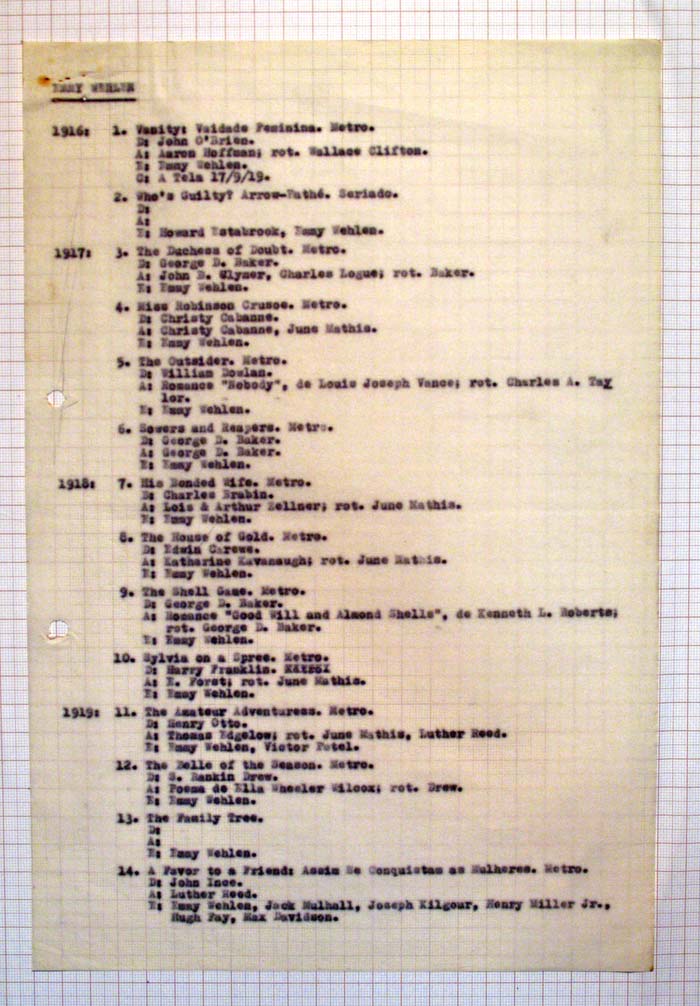 EMMY WEHLEN
1916: 1. Vanity: Vaidade Feminina. Metro.
D: John O'Brien.
A: Aaron Hoffman; rot. Wallace Clifton.
E: Emmy Wehlen.
C: A Tela 17/9/19.
2. Who's Guilty? Arrow-Pathé. Seriado.
D:
A:
E: Howard Estabrook, Emmy Wehlen.
1917: 3. The Duchess of Doubt. Metro.
D: George D. Baker.
A: John B. Clymer, Charles Logue; rot. Baker.
E: Emmy Wehlen.
4. Miss Robinson Crusoe. Metro.
D: Christy Cabanne.
A: Christy Cabanne, June Mathis.
E: Emmy Wehlen.
5. The Outsider. Metro.
D: William Dowlan.
A: Romance "Nobody", de Louis Joseph Vance; rot. Charles A. Tay
lor.
E: Emmy Wehlen.
6. Sowers and Reapers. Metro.
D: George D. Baker.
A: George D. Baker.
E: Emmy Wehlen.
1918: 7. His Bonded Wife. Metro.
D: Charles Brabin.
A: Lois & Arthur Zellner; rot. June Mathis.
E: Emmy Wehlen.
8. The House of Gold. Metro.
D: Edwin Carewe.
A: Katharine Kavanaugh; rot. June Mathis.
E: Emmy Wehlen.
9. The Shell Game. Metro.
D: George D. Baker.
A: Romance "Good Will and Almond Shells", de Kenneth L. Roberts;
rot. George D. Baker.
E: Emmy Wehlen.
10. Sylvia on a Spree. Metro.
D: Harry Franklin.
A: E. Forst; rot. June Mathis.
E: Emmy Wehlen.
1919: 11. The Amateur Adventuress. Metro.
D: Henry Otto.
A: Thomas Edgelow; rot. June Mathis, Luther Reed.
E: Emmy Wehlen, Victor Potel.
12. The Belle of the Season. Metro.
D: S. Rankin Drew.
A: Poema de Ella Wheeler Wilcox; rot. Drew.
E: Emmy Wehlen.
13. The Family Tree.
D:
A:
E: Emmy Wehlen.
14. A Favor to a Friend: Assim Se Conquistam as Mulheres. Metro.
D: John Ince.
A: Luther Reed.
E: Emmy Wehlen, Jack Mulhall, Joseph Kilgour, Henry Miller Jr.,
Hugh Fay, Max Davidson.